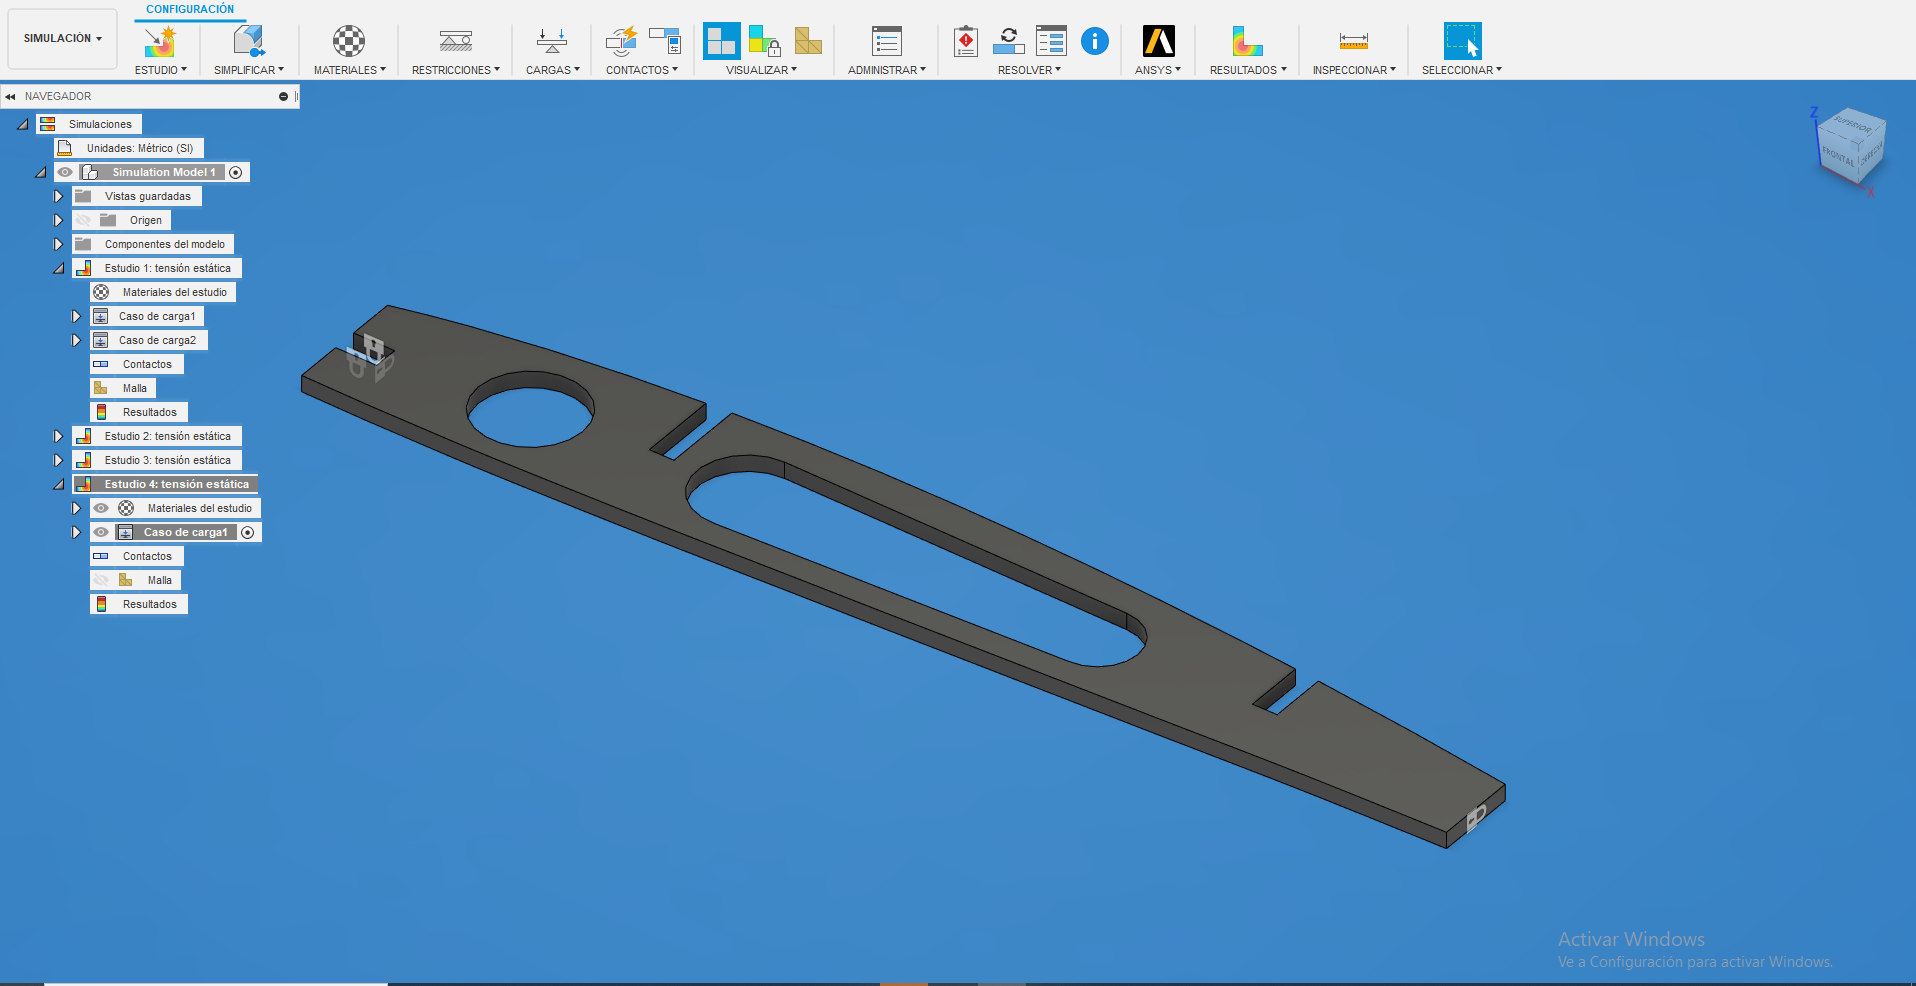 CONFIGURACIÓN
SIMULACIÓN
ESTUDIO
SIMPLIFICAR
MATERIALES
RESTRICCIONES
CARGAS
CONTACTOS
VISUALIZAR
ADMINISTRAR
RESOLVER
ANSYS
RESULTADOS
INSPECCIONAR
SELECCIONAR
NAVEGADOR
Simulaciones
Unidades: Métrico (SI)
Simulation Model 1
Vistas guardadas
Origen
Componentes del modelo
Estudio 1: tensión estática
Materiales del estudio
Caso de carga1
Caso de carga2
Contactos
Malla
Resultados
Estudio 2: tensión estática
Estudio 3: tensión estática
Estudio 4: tensión estática
Materiales del estudio
Caso de carga1
Contactos
Malla
Resultados
Z
SUPERIOR
FRONTAL
X
Activar Windows
Ve a Configuración para activar Windows.